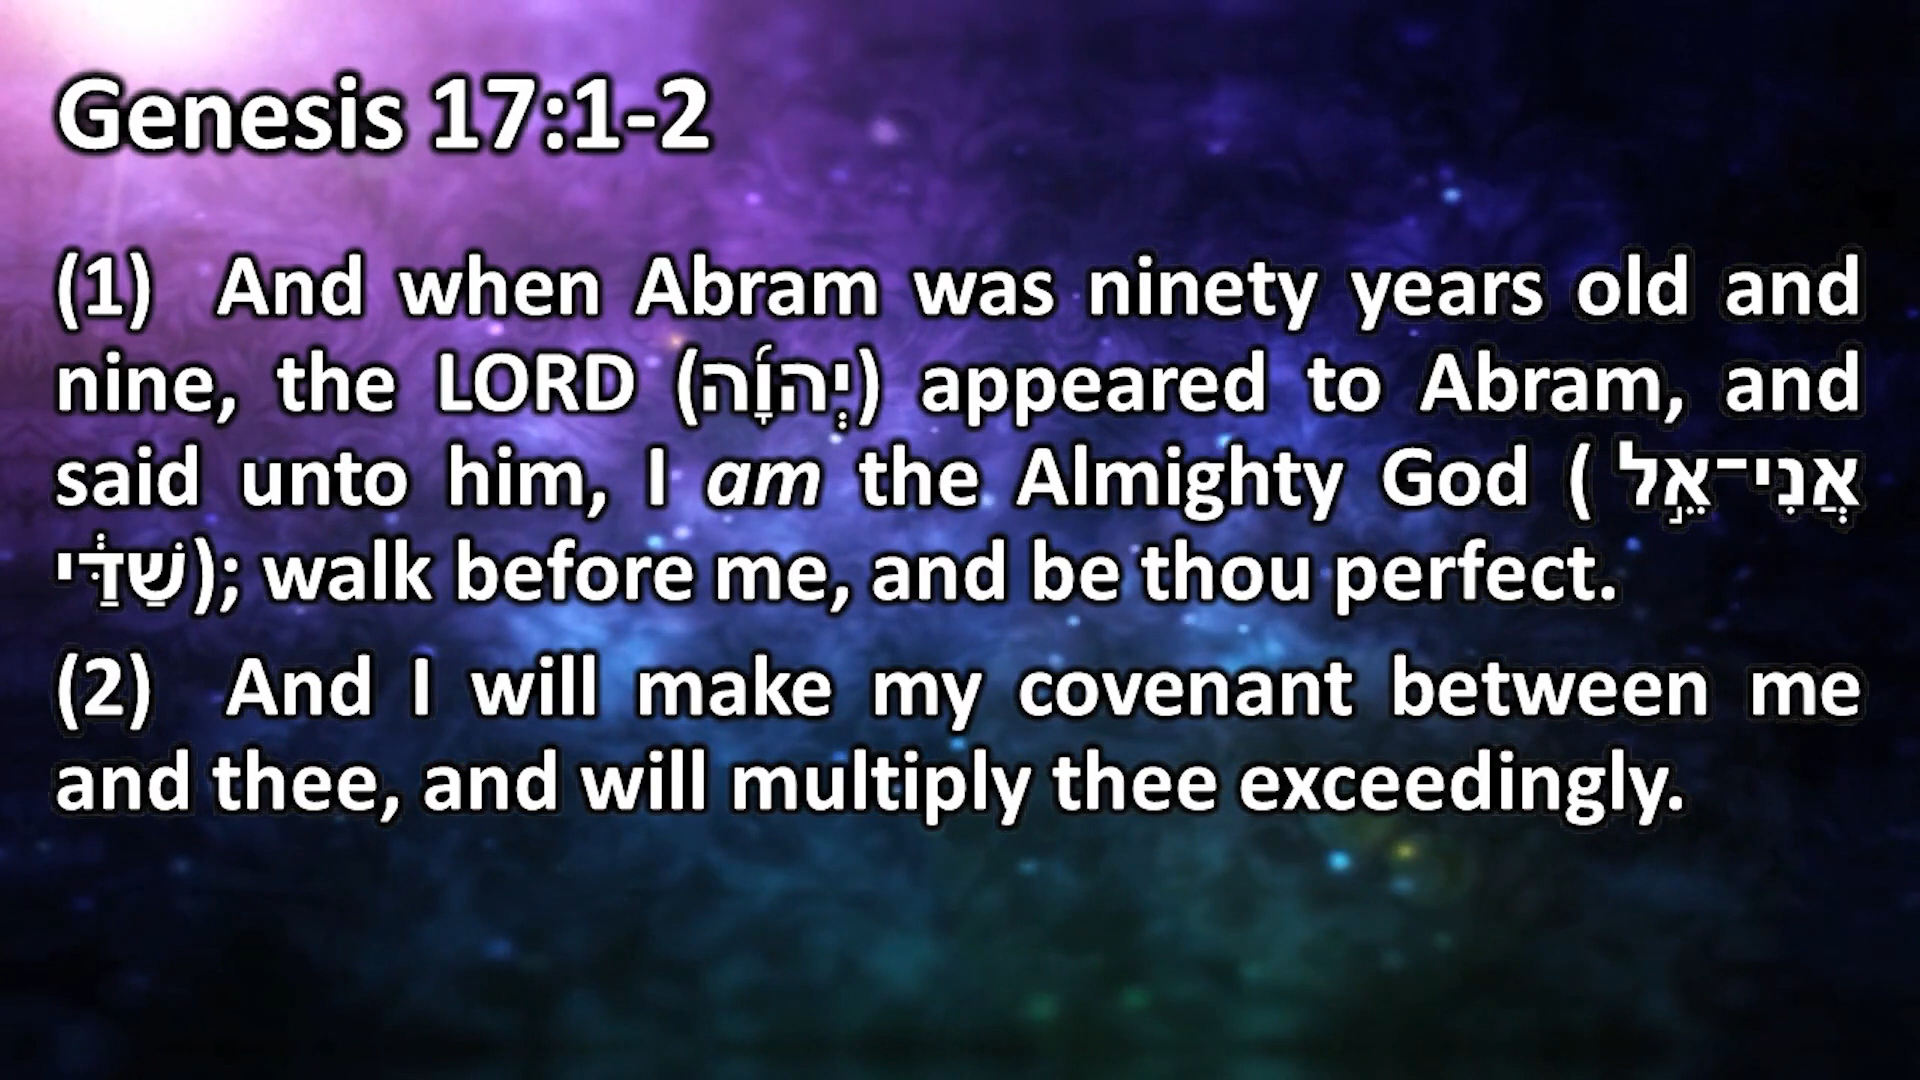 Genesis 17:1-2
(1) And when Abram was ninety years old and
nine, the LORD (יְהוָֹ֜ה) appeared to Abram, and
said unto him, I am the Almighty God ( אֲנִי־אֵ֣ל
שַׁדַּ֔י); walk before me, and be thou perfect.
(2) And I will make my covenant between me
and thee, and will multiply thee exceedingly.